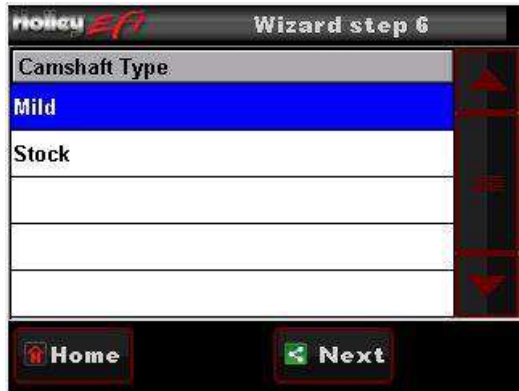 Holley EFI
Wizard step 6
Camshaft Type
Mild
Stock
Home
Next